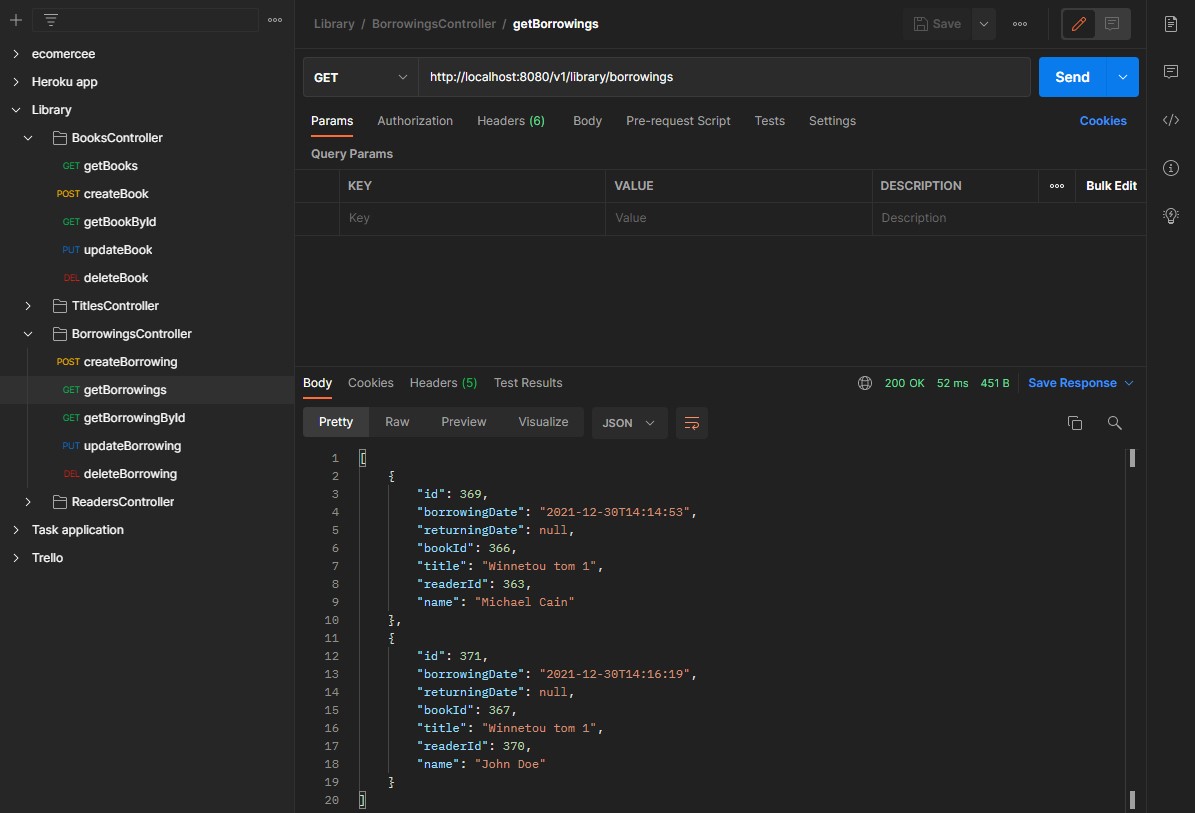 ecomercee
Heroku app
Library
BooksController
GET getBooks
POST createBook
GET getBookById
PUT updateBook
DEL deleteBook
TitlesController
BorrowingsController
POST createBorrowing
GET getBorrowings
GET getBorrowingById
PUT updateBorrowing
DEL deleteBorrowing
ReadersController
Task application
Trello
Library / BorrowingsController / getBorrowings
Save
GET http://localhost:8080/v1/library/borrowings Send
Params Authorization Headers (6) Body Pre-request Script Tests Settings Cookies
Query Params
KEY VALUE DESCRIPTION Bulk Edit
Key Value Description
Body Cookies Headers (5) Test Results 200 OK 52 ms 451 B Save Response
Pretty Raw Preview Visualize JSON
1 [
2 {
3 "id": 369,
4 "borrowingDate": "2021-12-30T14:14:53",
5 "returningDate": null,
6 "bookId": 366,
7 "title": "Winnetou tom 1",
8 "readerId": 363,
9 "name": "Michael Cain"
10 },
11 {
12 "id": 371,
13 "borrowingDate": "2021-12-30T14:16:19",
14 "returningDate": null,
15 "bookId": 367,
16 "title": "Winnetou tom 1",
17 "readerId": 370,
18 "name": "John Doe"
19 }
20 ]